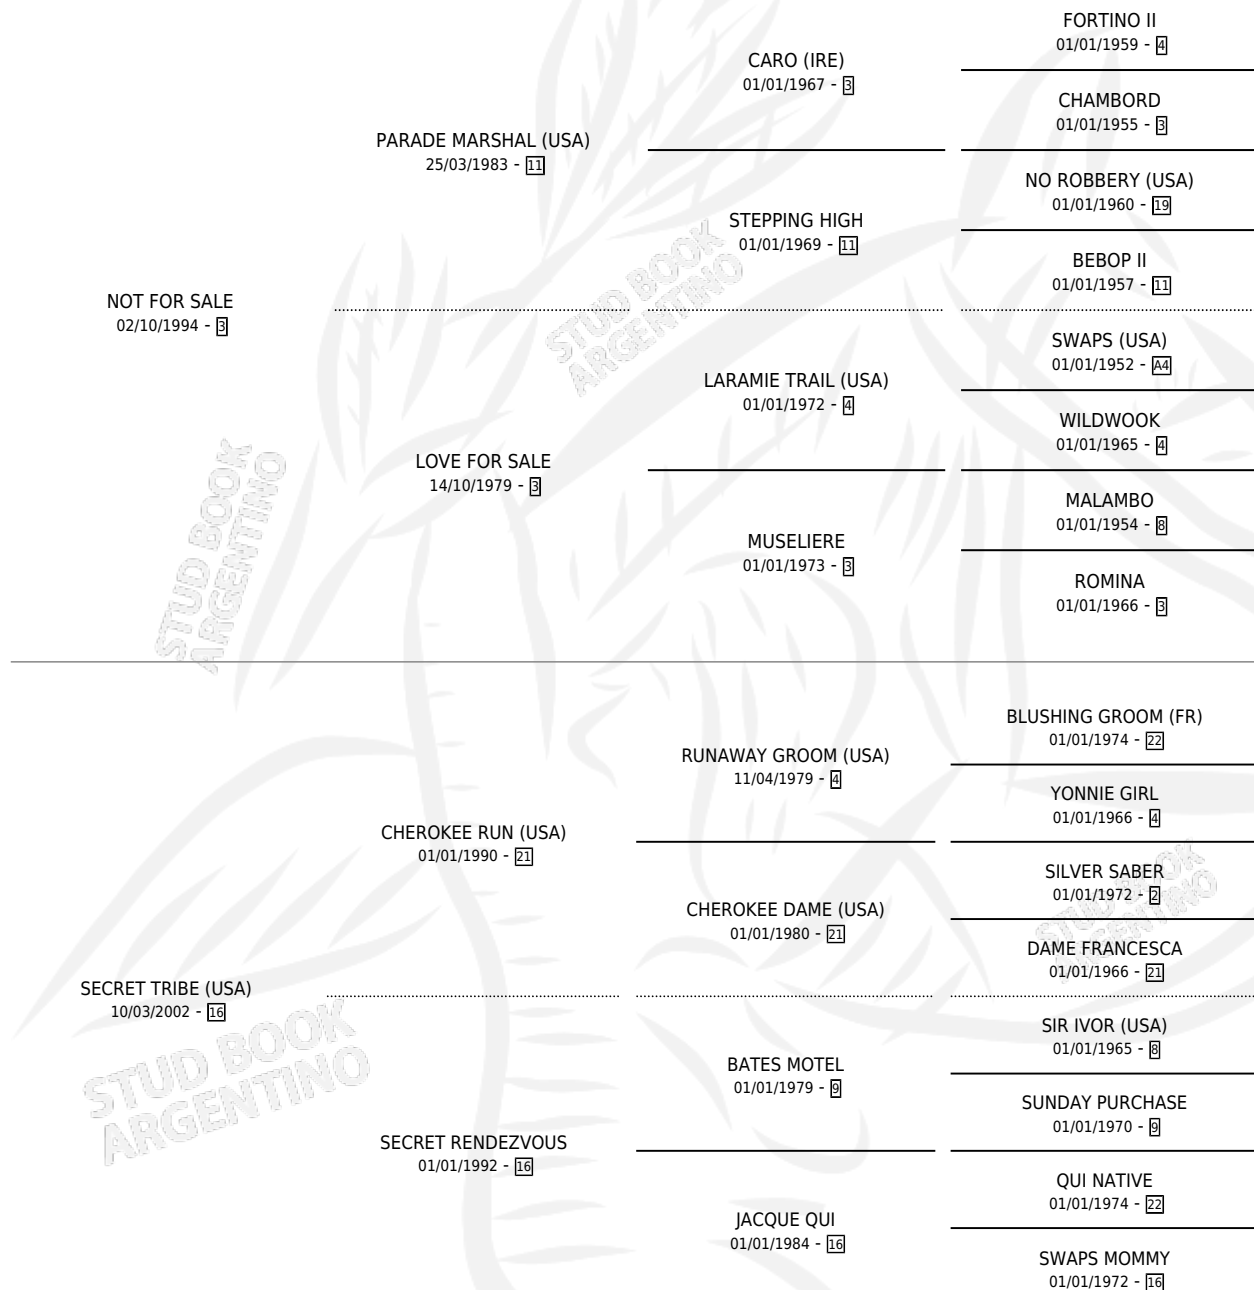 FORTINO II
01/01/1959 - 4
CARO (IRE)
01/01/1967 - 3
CHAMBORD
01/01/1955 - 3
PARADE MARSHAL (USA)
25/03/1983 - 11
NO ROBBERY (USA)
01/01/1960 - 19
STEPPING HIGH
01/01/1969 - 11
BEBOP II
01/01/1957 - 11
NOT FOR SALE
02/10/1994 - 3
SWAPS (USA)
01/01/1952 - A4
LARAMIE TRAIL (USA)
01/01/1972 - 4
WILDWOOK
01/01/1965 - 4
LOVE FOR SALE
14/10/1979 - 3
MALAMBO
01/01/1954 - 8
MUSELIERE
01/01/1973 - 3
ROMINA
01/01/1966 - 3
STUD BOOK
ARGENTINO
STUD BOOK
ARGENTINO
BLUSHING GROOM (FR)
01/01/1974 - 22
RUNAWAY GROOM (USA)
11/04/1979 - 4
YONNIE GIRL
01/01/1966 - 4
CHEROKEE RUN (USA)
01/01/1990 - 21
SILVER SABER
01/01/1972 - 2
CHEROKEE DAME (USA)
01/01/1980 - 21
DAME FRANCESCA
01/01/1966 - 21
SECRET TRIBE (USA)
10/03/2002 - 16
SIR IVOR (USA)
01/01/1965 - 8
BATES MOTEL
01/01/1979 - 9
SUNDAY PURCHASE
01/01/1970 - 9
SECRET RENDEZVOUS
01/01/1992 - 16
QUI NATIVE
01/01/1974 - 22
JACQUE QUI
01/01/1984 - 16
SWAPS MOMMY
01/01/1972 - 16
STUD BOOK
ARGENTINO
STUD BOOK
ARGENTINO